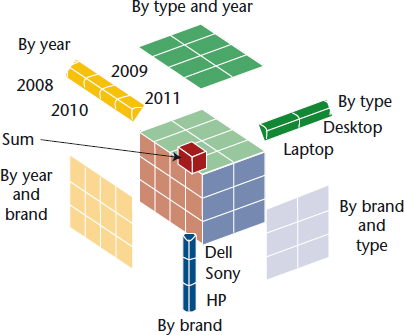 By type and year
By year
2009
2008
2011
2010
By type
Desktop
Laptop
Sum
By year
and
brand
By brand
and
type
Dell
Sony
HP
By brand